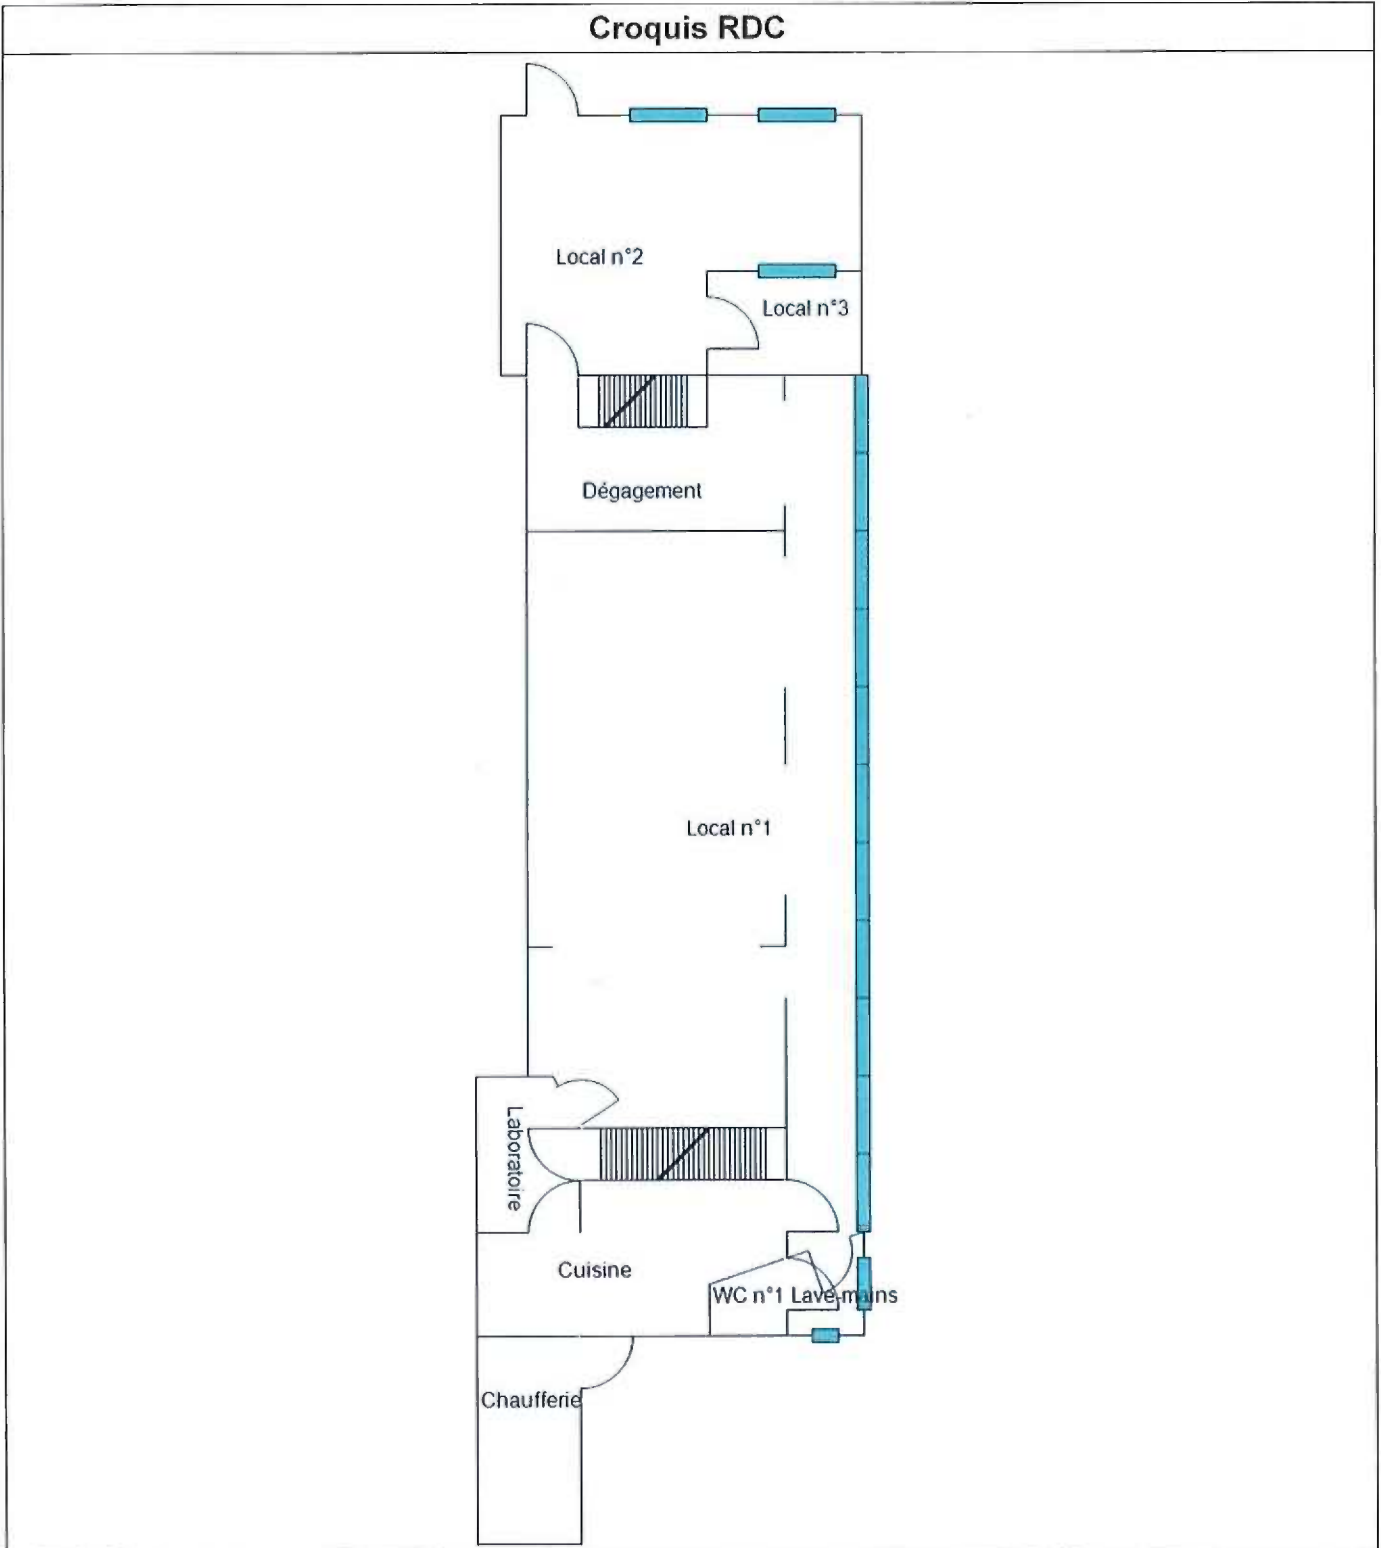 Croquis RDC
Local n°2
Local n°3
Dégagement
Local n°1
Laboratoire
Cuisine
WC n°1 Lave-mains
Chaufferie